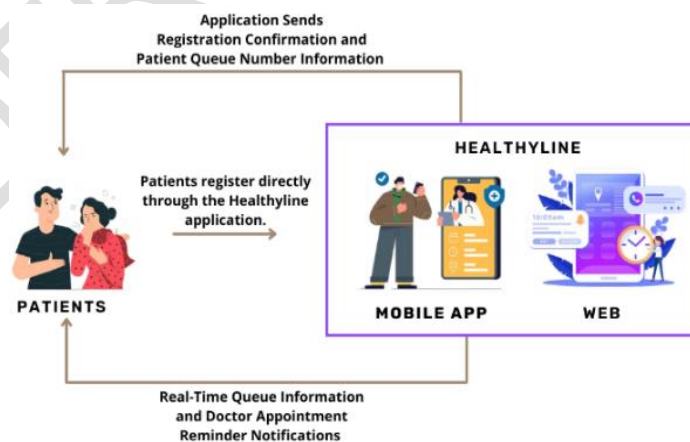 Application Sends
Registration Confirmation and
Patient Queue Number Information
HEALTHYLINE
Patients register directly
through the Healthyline
application.
PATIENTS
MOBILE APP
WEB
Real-Time Queue Information
and Doctor Appointment
Reminder Notifications